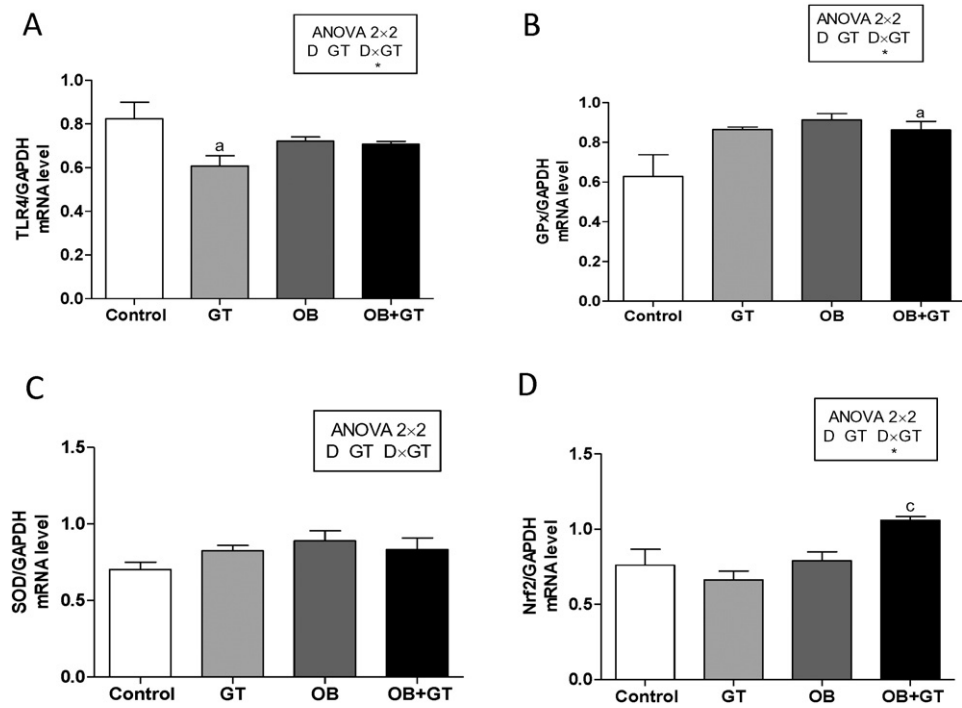 A
ANOVA 2×2
D GT D×GT
*
TLR4/GAPDH
mRNA level
1.0
0.8
0.6
0.4
0.2
0.0
a
Control GT OB OB+GT
B
ANOVA 2×2
D GT D×GT
*
GPx/GAPDH
mRNA level
1.0
0.8
0.6
0.4
0.2
0.0
a
Control GT OB OB+GT
C
ANOVA 2×2
D GT D×GT
SOD/GAPDH
mRNA level
1.5
1.0
0.5
0.0
Control GT OB OB+GT
D
ANOVA 2×2
D GT D×GT
*
Nrf2/GAPDH
mRNA level
1.5
1.0
0.5
0.0
c
Control GT OB OB+GT